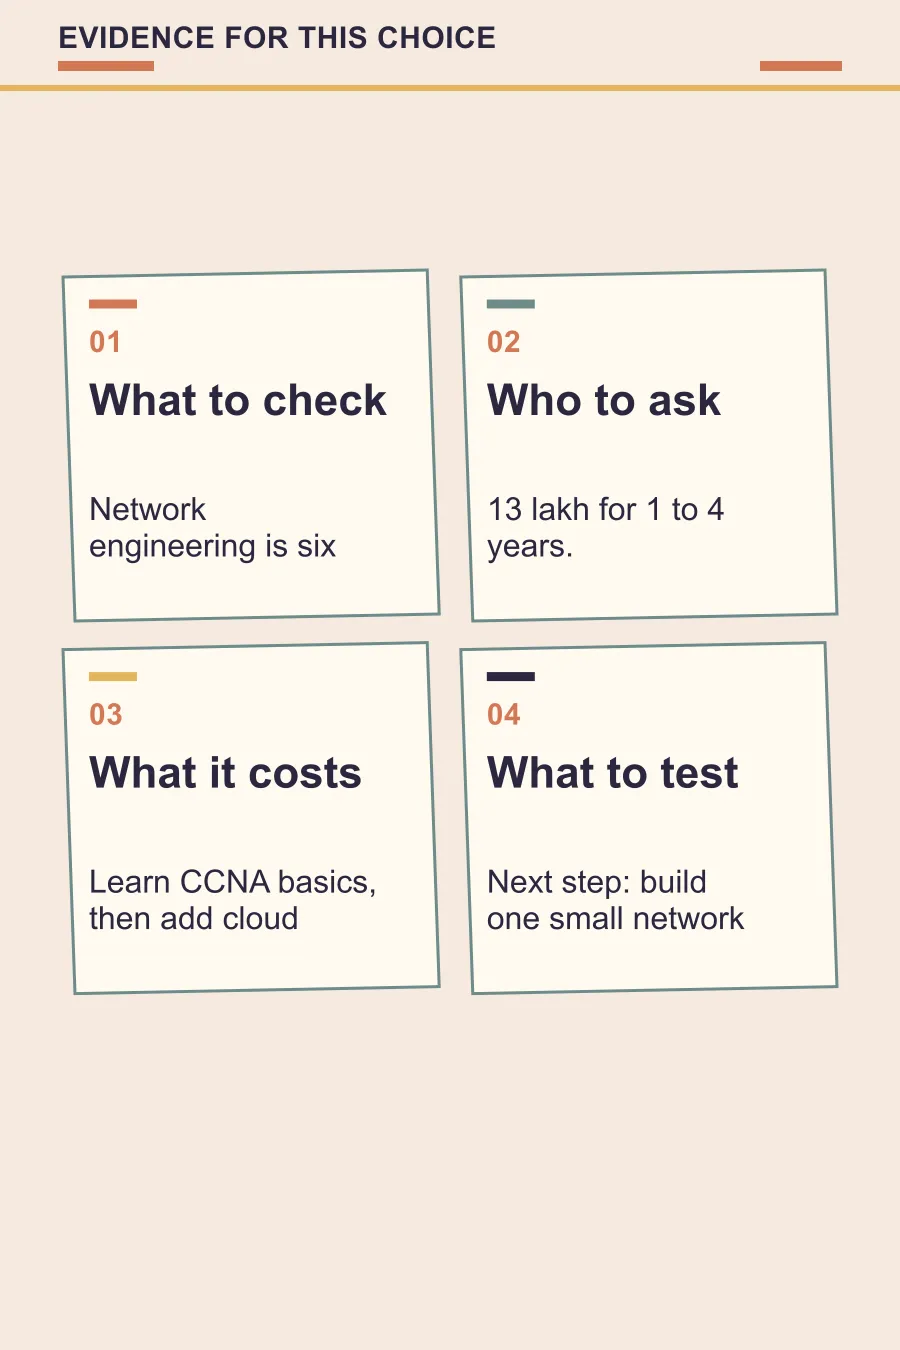 EVIDENCE FOR THIS CHOICE
01
What to check
Network
engineering is six
02
Who to ask
13 lakh for 1 to 4
years.
03
What it costs
Learn CCNA basics,
then add cloud
04
What to test
Next step: build
one small network